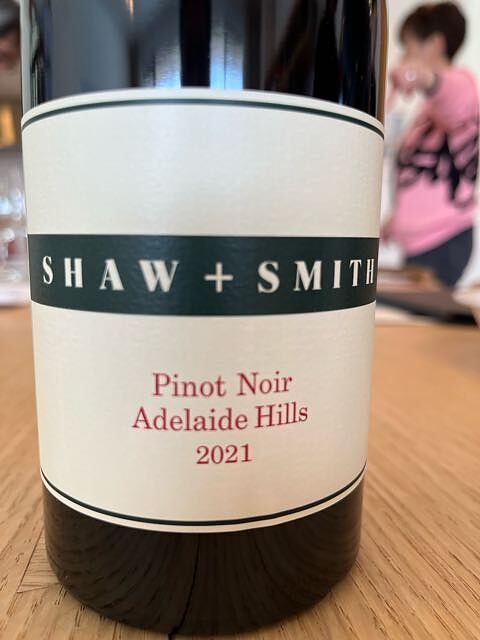 SHAW + SMITH
Pinot Noir
Adelaide Hills
2021